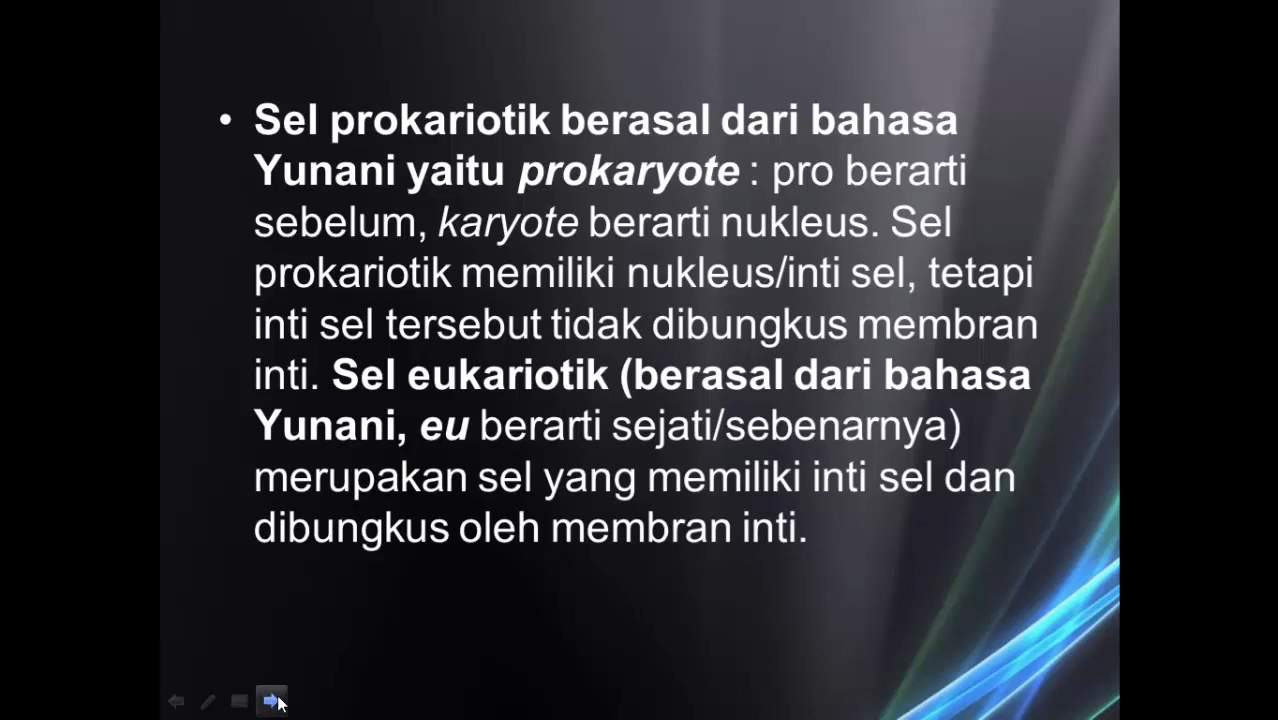 • Sel prokariotik berasal dari bahasa
Yunani yaitu prokaryote : pro berarti
sebelum, karyote berarti nukleus. Sel
prokariotik memiliki nukleus/inti sel, tetapi
inti sel tersebut tidak dibungkus membran
inti. Sel eukariotik (berasal dari bahasa
Yunani, eu berarti sejati/sebenarnya)
merupakan sel yang memiliki inti sel dan
dibungkus oleh membran inti.